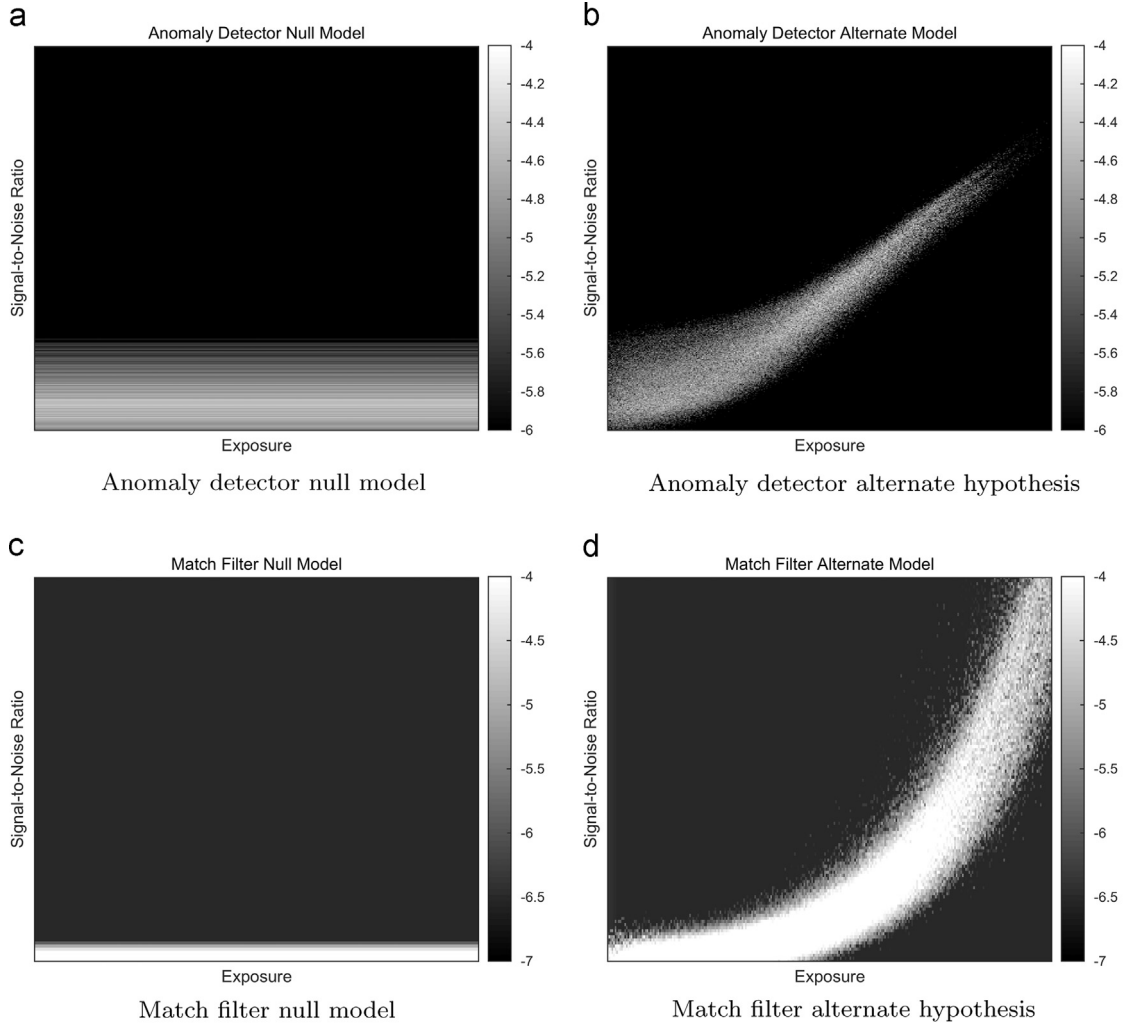 a
Anomaly Detector Null Model
Signal-to-Noise Ratio
-4
-4.2
-4.4
-4.6
-4.8
-5
-5.2
-5.4
-5.6
-5.8
-6
Exposure
Anomaly detector null model
b
Anomaly Detector Alternate Model
Signal-to-Noise Ratio
-4
-4.2
-4.4
-4.6
-4.8
-5
-5.2
-5.4
-5.6
-5.8
-6
Exposure
Anomaly detector alternate hypothesis
c
Match Filter Null Model
Signal-to-Noise Ratio
-4
-4.5
-5
-5.5
-6
-6.5
-7
Exposure
Match filter null model
d
Match Filter Alternate Model
Signal-to-Noise Ratio
-4
-4.5
-5
-5.5
-6
-6.5
-7
Exposure
Match filter alternate hypothesis